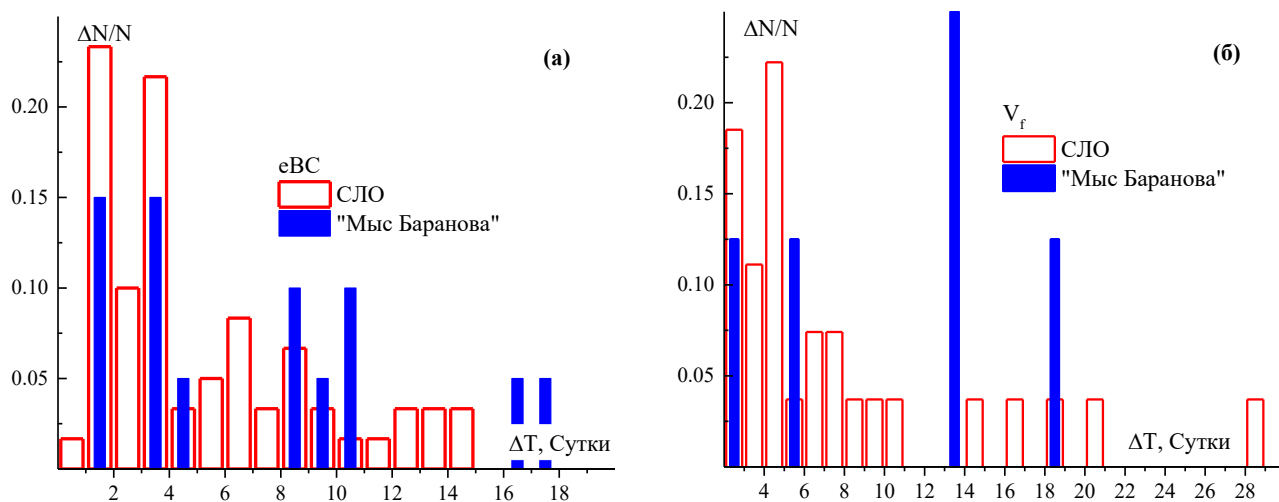 ΔN/N
(а)
0.20
0.15
0.10
0.05
eBC
СЛО
"Мыс Баранова"
ΔT, Сутки
2 4 6 8 10 12 14 16 18
ΔN/N
(б)
0.20
0.15
0.10
0.05
V_f
СЛО
"Мыс Баранова"
ΔT, Сутки
4 6 8 10 12 14 16 18 20 22 24 26 28